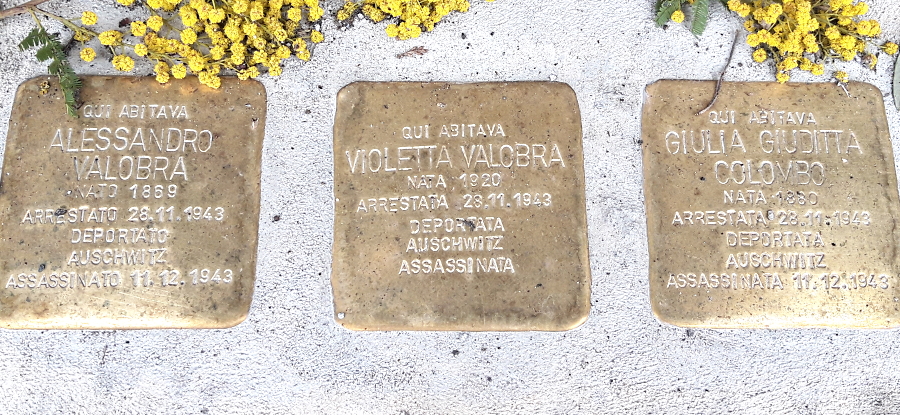 QUI ABITAVA
ALESSANDRO
VALOBRA
NATO 1869
ARRESTATO 28.11.1943
DEPORTATO
AUSCHWITZ
ASSASSINATO 11.12.1943
QUI ABITAVA
VIOLETTA VALOBRA
NATA 1920
ARRESTATA 28.11.1943
DEPORTATA
AUSCHWITZ
ASSASSINATA
QUI ABITAVA
GIULIA GIUDITTA
COLOMBO
NATA 1880
ARRESTATA 28.11.1943
DEPORTATA
AUSCHWITZ
ASSASSINATA 11.12.1943